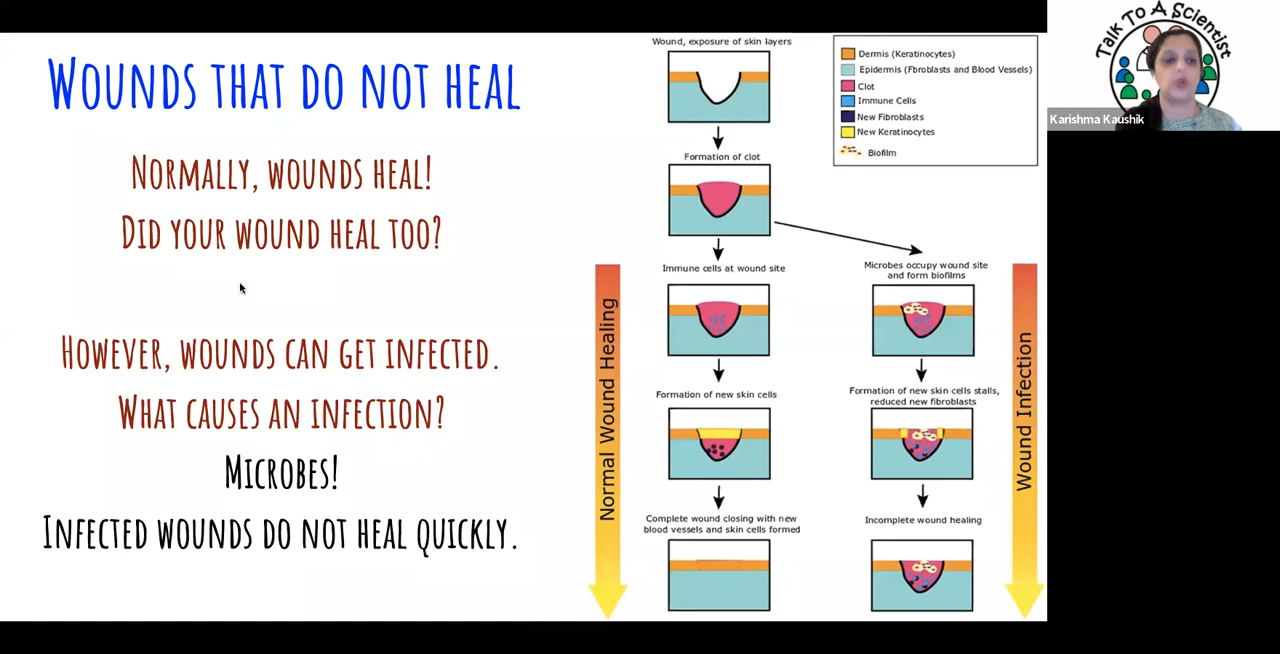 WOUNDS THAT DO NOT HEAL
NORMALLY, WOUNDS HEAL!
DID YOUR WOUND HEAL TOO?
HOWEVER, WOUNDS CAN GET INFECTED.
WHAT CAUSES AN INFECTION?
MICROBES!
INFECTED WOUNDS DO NOT HEAL QUICKLY.
Wound, exposure of skin layers
Formation of clot
Immune cells at wound site
Formation of new skin cells
Complete wound closing with new
blood vessels and skin cells formed
Normal Wound Healing
Dermis (Keratinocytes)
Epidermis (Fibroblasts and Blood Vessels)
Clot
Immune Cells
New Fibroblasts
New Keratinocytes
Biofilm
Microbes occupy wound site
and form biofilms
Formation of new skin cells stalls,
reduced new fibroblasts
Incomplete wound healing
Wound Infection
Talk To A Scientist
Karishma Kaushik